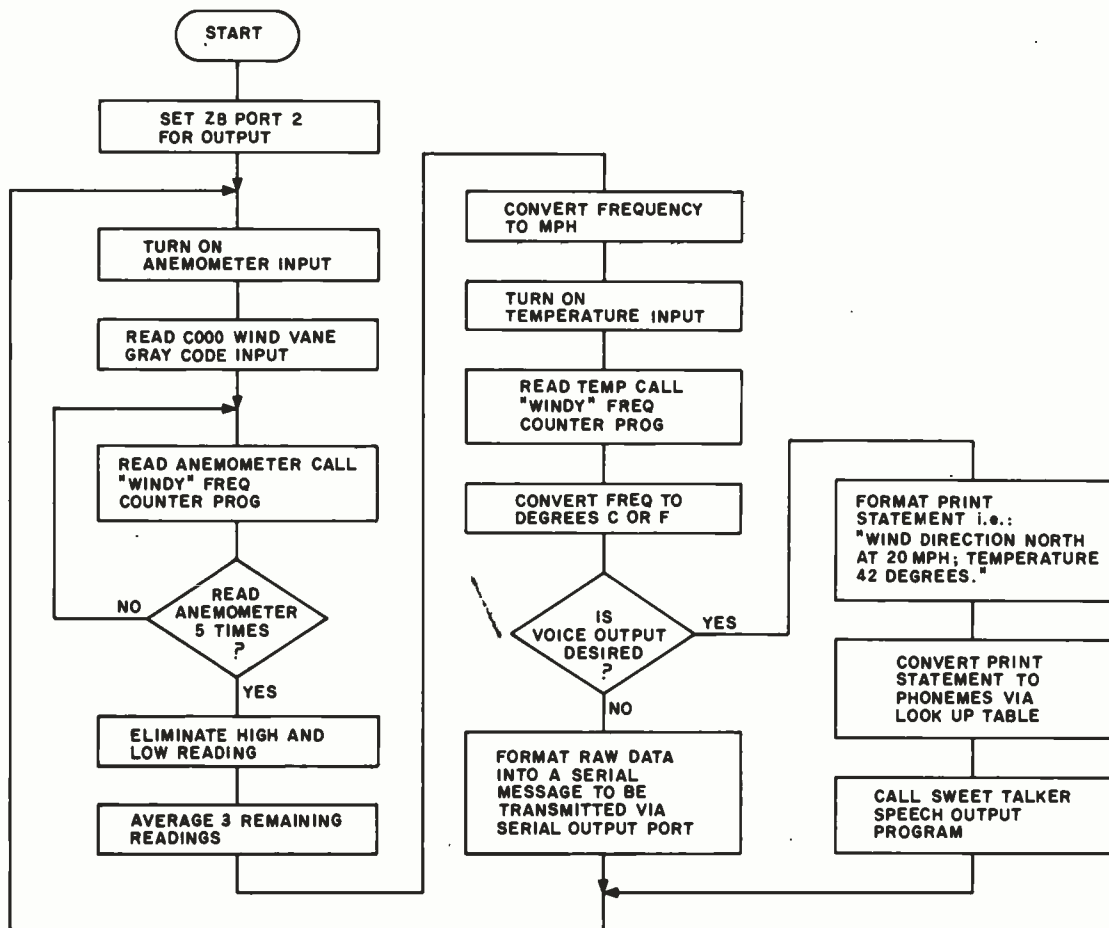 START
SET Z8 PORT 2
FOR OUTPUT
TURN ON
ANEMOMETER INPUT
READ C000 WIND VANE
GRAY CODE INPUT
READ ANEMOMETER CALL
"WINDY" FREQ
COUNTER PROG
NO
READ
ANEMOMETER
5 TIMES
?
YES
ELIMINATE HIGH AND
LOW READING
AVERAGE 3 REMAINING
READINGS
CONVERT FREQUENCY
TO MPH
TURN ON
TEMPERATURE INPUT
READ TEMP CALL
"WINDY" FREQ
COUNTER PROG
CONVERT FREQ TO
DEGREES C OR F
IS
VOICE OUTPUT
DESIRED
?
YES
NO
FORMAT RAW DATA
INTO A SERIAL
MESSAGE TO BE
TRANSMITTED VIA
SERIAL OUTPUT PORT
FORMAT PRINT
STATEMENT i.e.:
"WIND DIRECTION NORTH
AT 20 MPH; TEMPERATURE
42 DEGREES."
CONVERT PRINT
STATEMENT TO
PHONEMES VIA
LOOK UP TABLE
CALL SWEET TALKER
SPEECH OUTPUT
PROGRAM